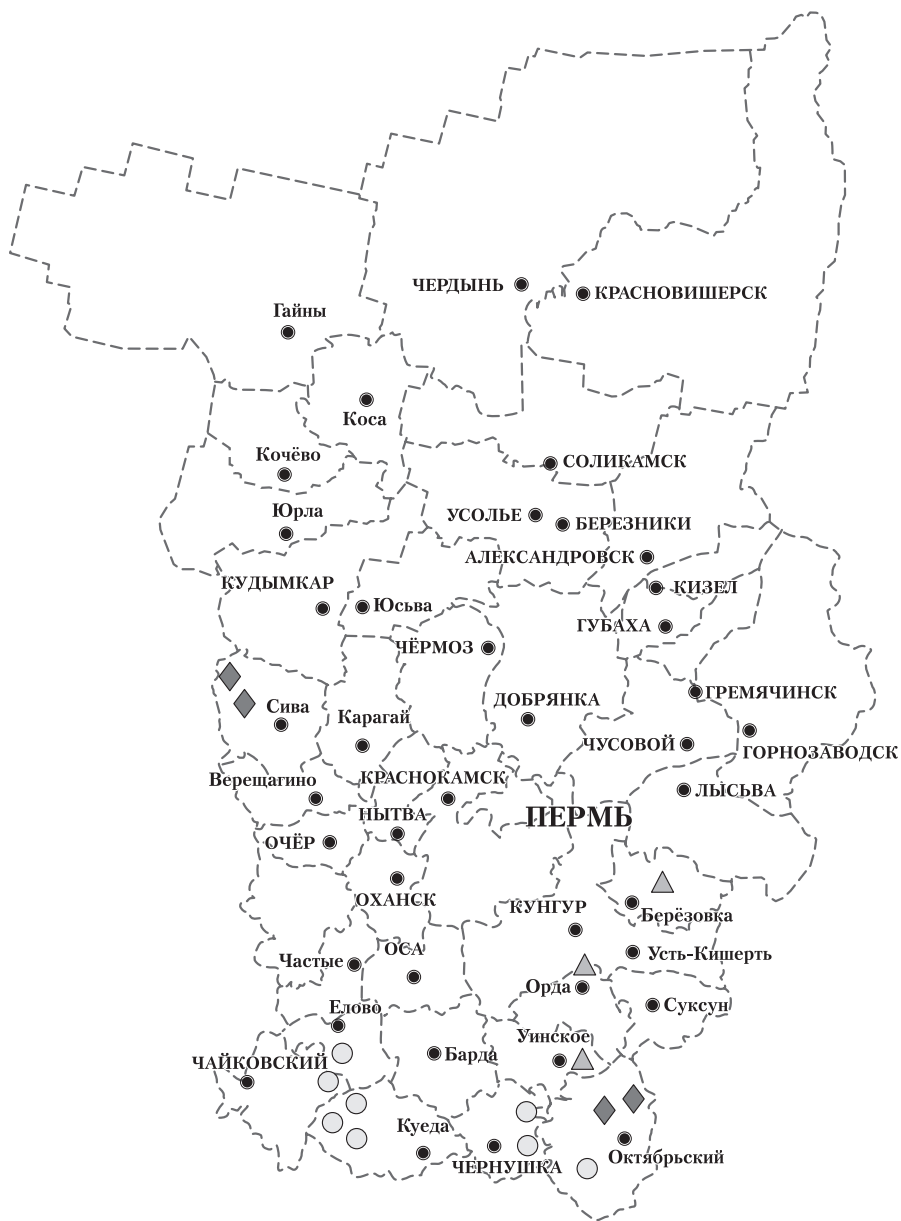 ЧЕРДЫНЬ
КРАСНОВИШЕРСК
Гайны
Коса
Кочёво
СОЛИКАМСК
Юрла
УСОЛЬЕ
БЕРЕЗНИКИ
АЛЕКСАНДРОВСК
КУДЫМКАР
КИЗЕЛ
Юсьва
ГУБАХА
ЧЁРМОЗ
ГРЕМЯЧИНСК
ДОБРЯНКА
Сива
Карагай
ЧУСОВОЙ
ГОРНОЗАВОДСК
Верещагино
КРАСНОКАМСК
ЛЫСЬВА
НЫТВА
ПЕРМЬ
ОЧЁР
ОХАНСК
КУНГУР
Берёзовка
ОСА
Частые
Усть-Кишерть
Орда
Елово
Суксун
Уинское
ЧАЙКОВСКИЙ
Барда
Куеда
ЧЕРНУШКА
Октябрьский